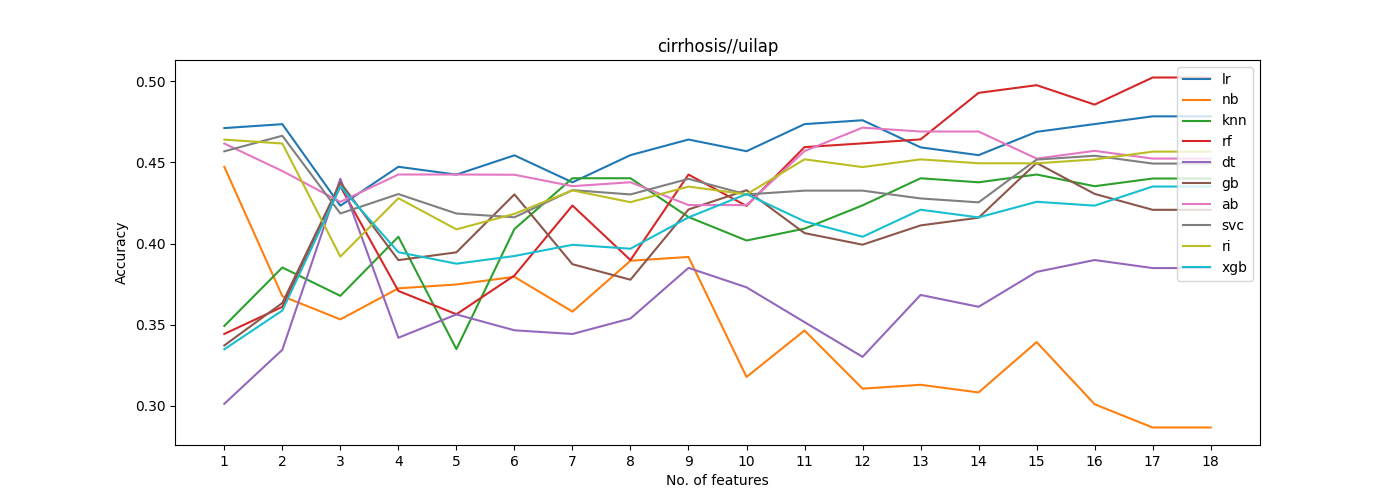 cirrhosis//uilap
Accuracy
0.50
0.45
0.40
0.35
0.30
1 2 3 4 5 6 7 8 9 10 11 12 13 14 15 16 17 18
No. of features
lr
nb
knn
rf
dt
gb
ab
svc
ri
xgb